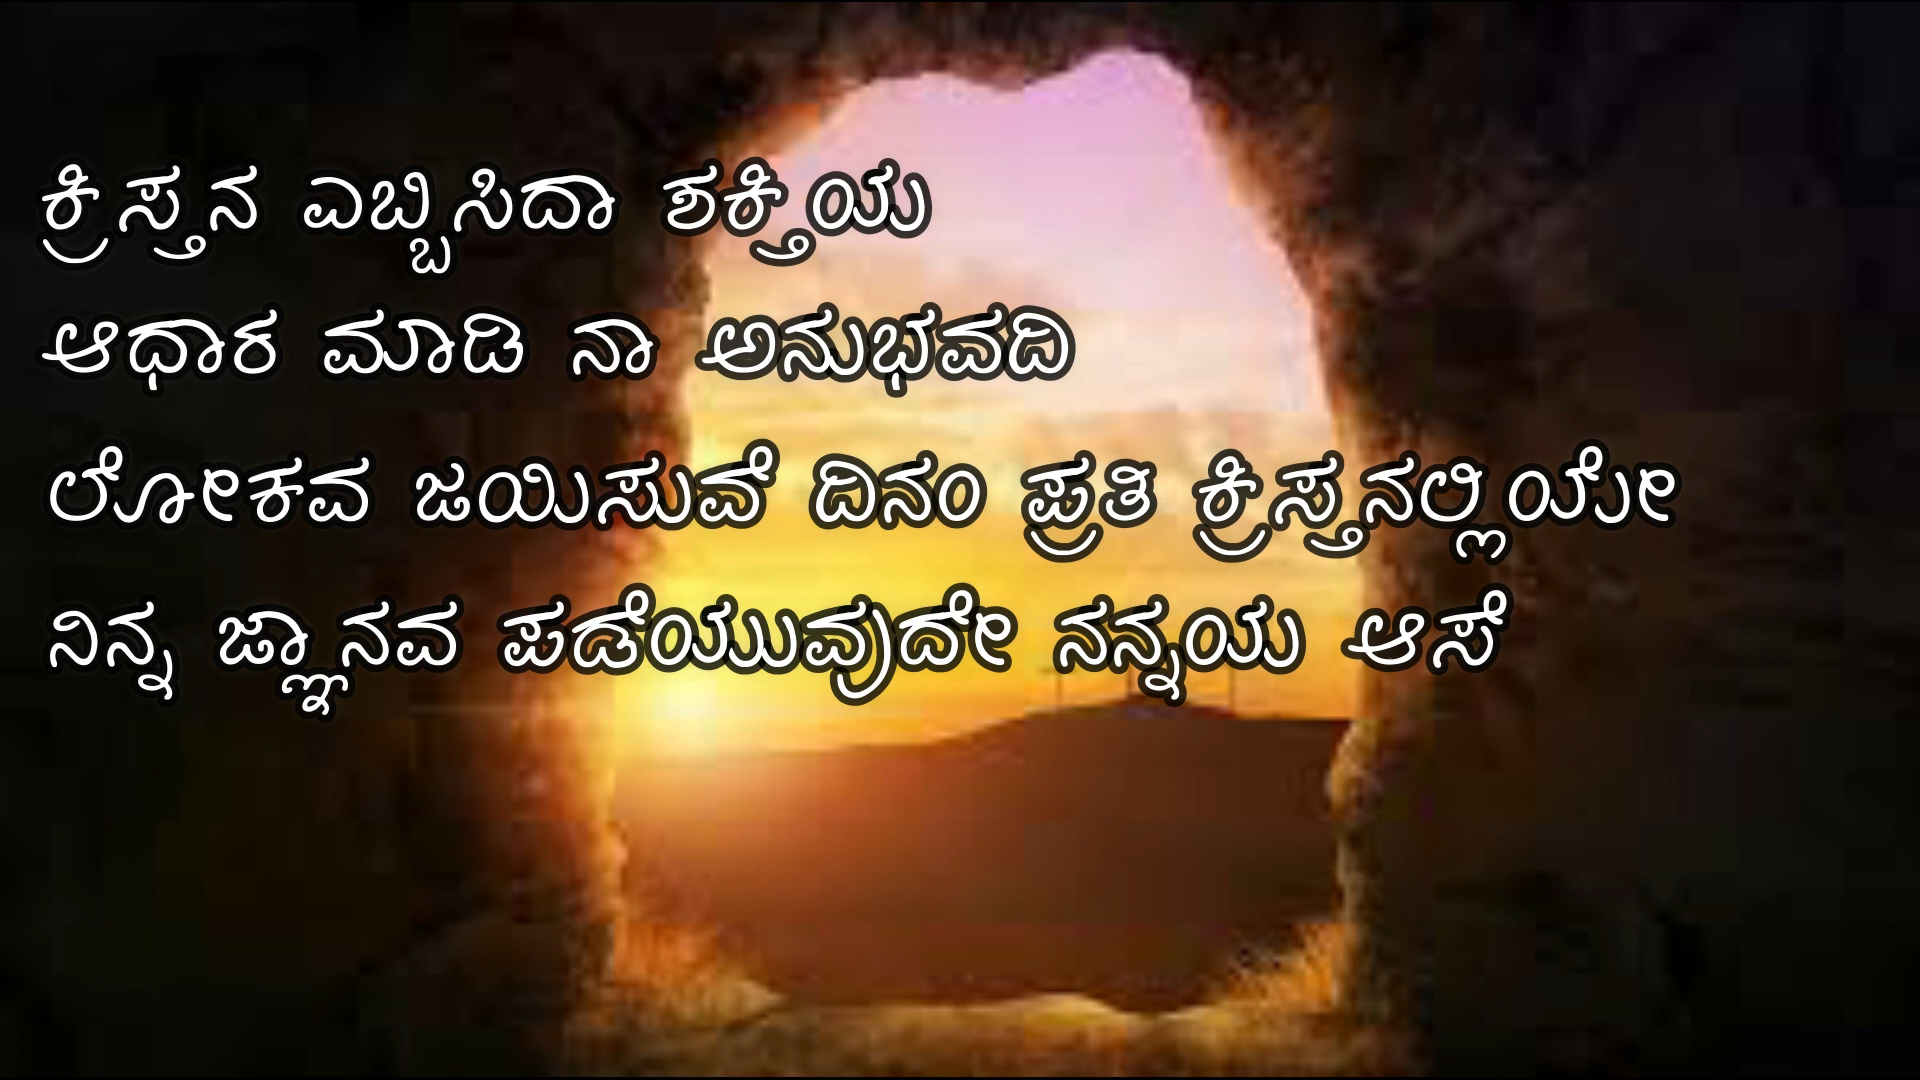 ಕ್ರಿಸ್ತನ ಎಬ್ಬಿಸಿದಾ ಶಕ್ತಿಯ
ಆಧಾರ ಮಾಡಿ ನಾ ಅನುಭವದಿ
ಲೋಕವ ಜಯಿಸುವೆ ದಿನಂ ಪ್ರತಿ ಕ್ರಿಸ್ತನಲ್ಲಿಯೇ
ನಿನ್ನ ಜ್ಞಾನವ ಪಡೆಯುವುದೇ ನನ್ನಯ ಆಸೆ